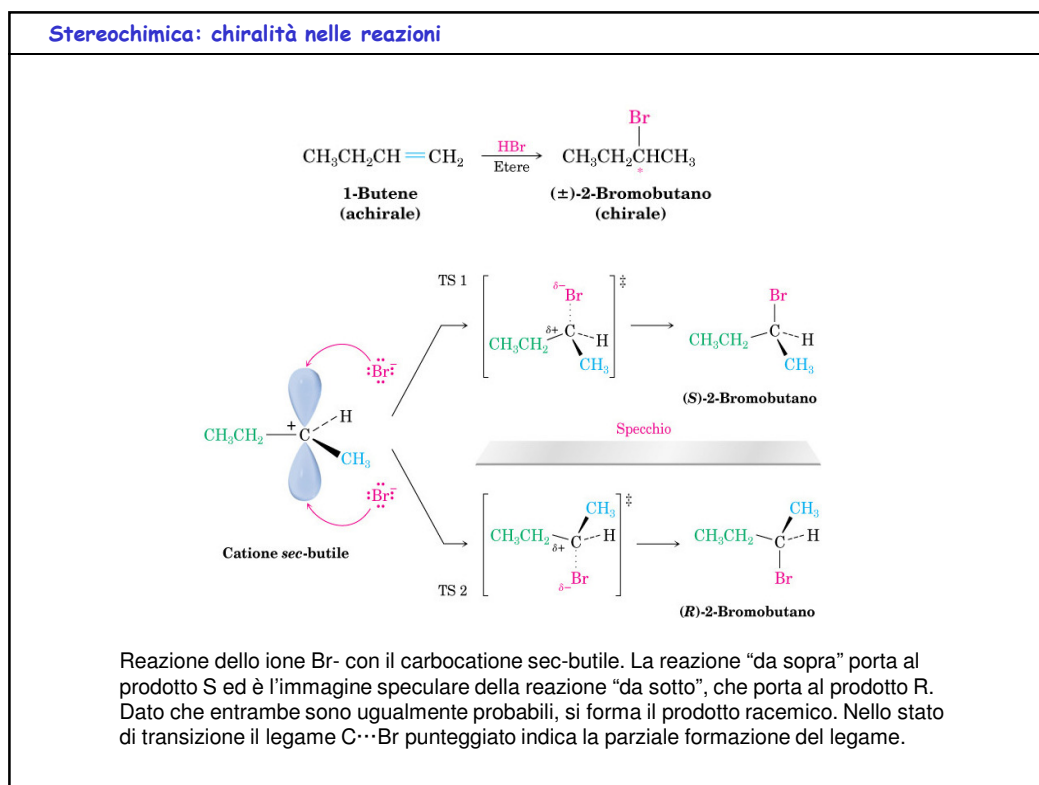 Stereochimica: chiralità nelle reazioni
Br
CH₃CH₂CH=CH₂ HBr Etere CH₃CH₂CHCH₃
*
1-Butene (±)-2-Bromobutano
(achirale) (chirale)
TS 1
δ− Br ‡
δ+ C H
CH₃CH₂
CH₃
Br
CH₃CH₂ C H
CH₃
(S)-2-Bromobutano
:Br:−
+ H
CH₃CH₂ C
CH₃
:Br:−
Catione sec-butile
Specchio
CH₃ ‡
CH₃CH₂ C H
δ+
δ− Br
TS 2
CH₃
CH₃CH₂ C H
Br
(R)-2-Bromobutano
Reazione dello ione Br- con il carbocatione sec-butile. La reazione “da sopra” porta al
prodotto S ed è l’immagine speculare della reazione “da sotto”, che porta al prodotto R.
Dato che entrambe sono ugualmente probabili, si forma il prodotto racemico. Nello stato
di transizione il legame C···Br punteggiato indica la parziale formazione del legame.